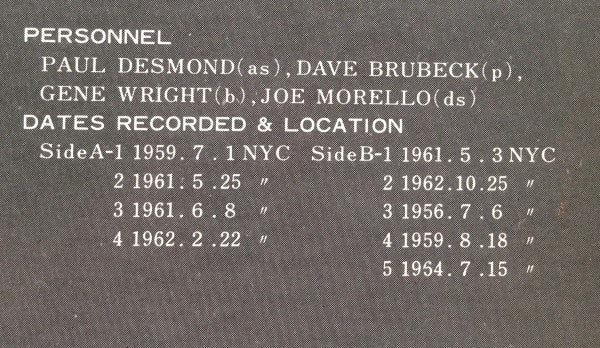 PERSONNEL
PAUL DESMOND(as), DAVE BRUBECK(p),
GENE WRIGHT(b), JOE MORELLO(ds)
DATES RECORDED & LOCATION
SideA-1 1959. 7 . 1 NYC SideB-1 1961. 5 . 3 NYC
2 1961. 5 .25 〃 2 1962.10.25 〃
3 1961. 6 . 8 〃 3 1956. 7 . 6 〃
4 1962. 2 .22 〃 4 1959. 8 .18 〃
5 1964. 7 .15 〃